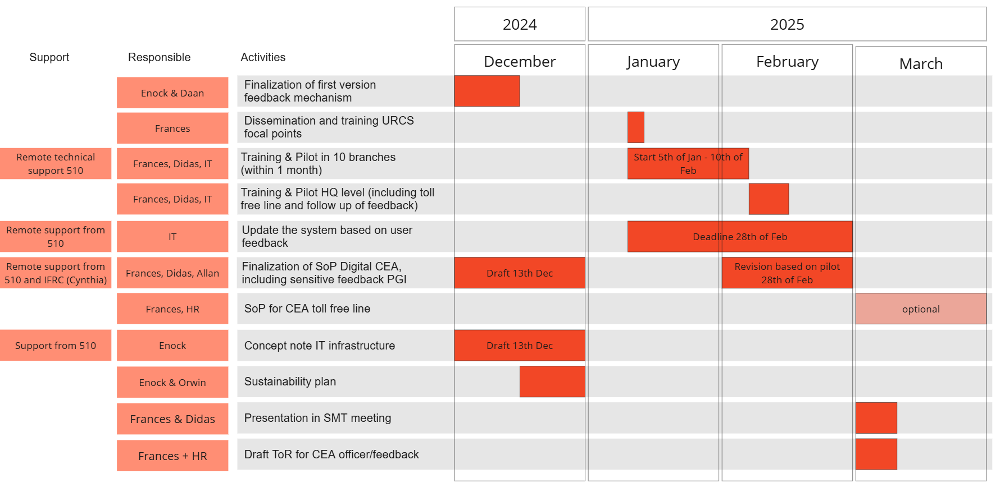 2024
2025
Support
Responsible
Activities
December
January
February
March
Enock & Daan
Finalization of first version
feedback mechanism
Frances
Dissemination and training URCS
focal points
Remote technical
support 510
Frances, Didas, IT
Training & Pilot in 10 branches
(within 1 month)
Start 5th of Jan - 10th of
Feb
Frances, Didas, IT
Training & Pilot HQ level (including toll
free line and follow up of feedback)
Remote support from
510
IT
Update the system based on user
feedback
Deadline 28th of Feb
Remote support from
510 and IFRC (Cynthia)
Frances, Didas, Allan
Finalization of SoP Digital CEA,
including sensitive feedback PGI
Draft 13th Dec
Revision based on pilot
28th of Feb
Frances, HR
SoP for CEA toll free line
optional
Support from 510
Enock
Concept note IT infrastructure
Draft 13th Dec
Enock & Orwin
Sustainability plan
Frances & Didas
Presentation in SMT meeting
Frances + HR
Draft ToR for CEA officer/feedback